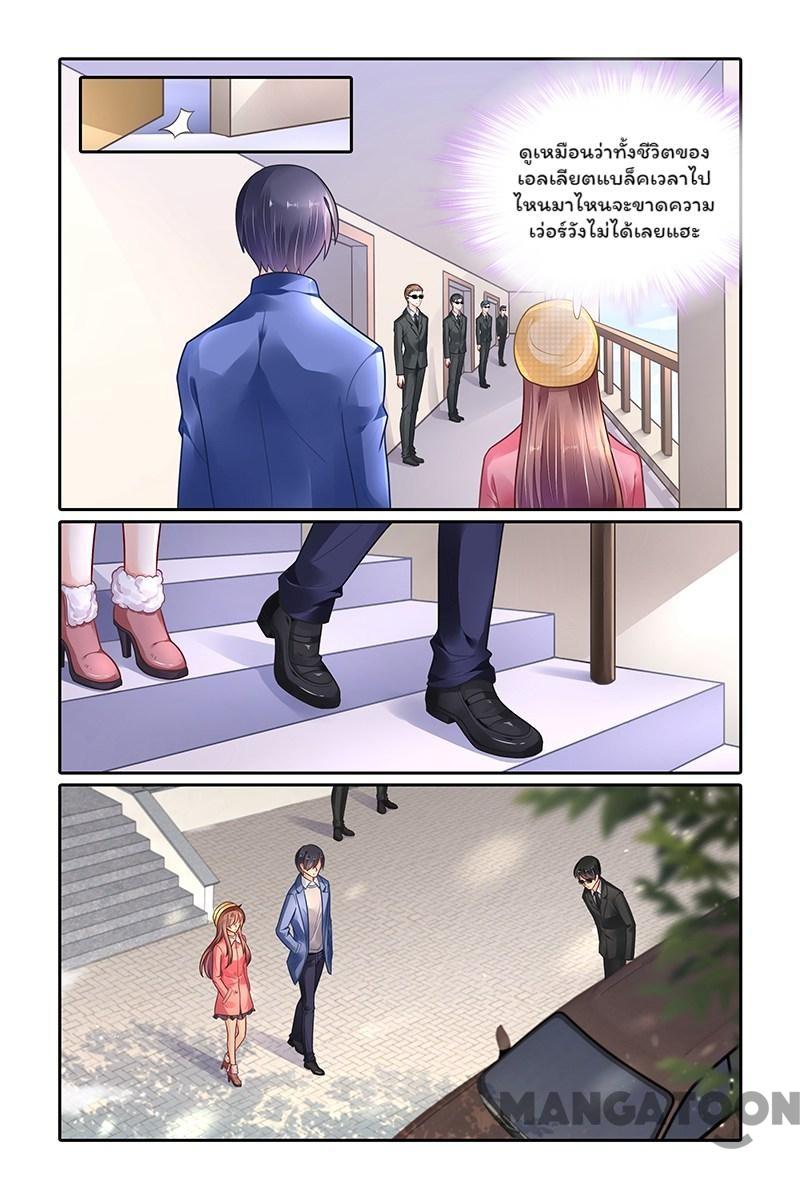 ดูเหมือนว่าทั้งชีวิตของ
เอลเลียตแบล็คเวลาไป
ไหนมาไหนจะขาดความ
เว่อร์วังไม่ได้เลยแฮะ
MANGATOON